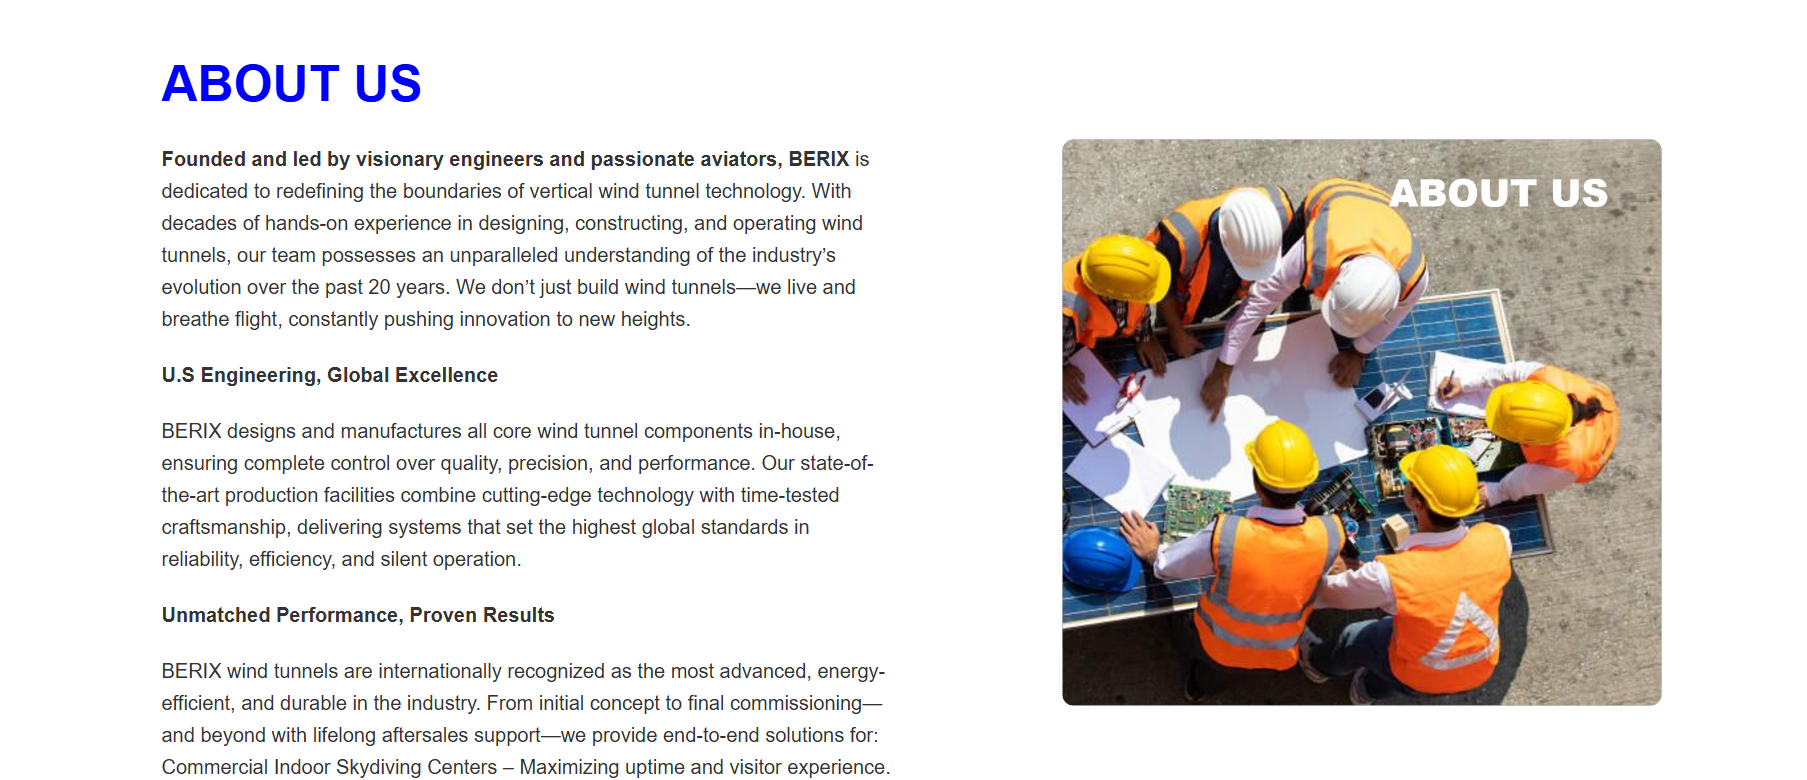 ABOUT US
Founded and led by visionary engineers and passionate aviators, BERIX is
dedicated to redefining the boundaries of vertical wind tunnel technology. With
decades of hands-on experience in designing, constructing, and operating wind
tunnels, our team possesses an unparalleled understanding of the industry’s
evolution over the past 20 years. We don’t just build wind tunnels—we live and
breathe flight, constantly pushing innovation to new heights.
U.S Engineering, Global Excellence
BERIX designs and manufactures all core wind tunnel components in-house,
ensuring complete control over quality, precision, and performance. Our state-of-
the-art production facilities combine cutting-edge technology with time-tested
craftsmanship, delivering systems that set the highest global standards in
reliability, efficiency, and silent operation.
Unmatched Performance, Proven Results
BERIX wind tunnels are internationally recognized as the most advanced, energy-
efficient, and durable in the industry. From initial concept to final commissioning—
and beyond with lifelong aftersales support—we provide end-to-end solutions for:
Commercial Indoor Skydiving Centers – Maximizing uptime and visitor experience.
ABOUT US